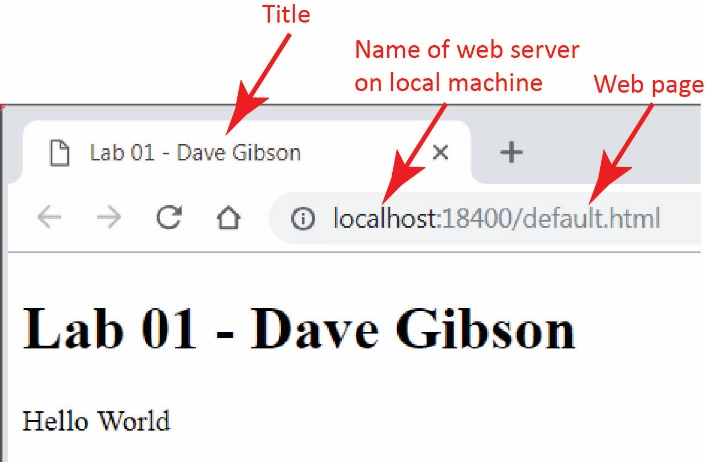 Title
Name of web server
on local machine
Web page
Lab 01 - Dave Gibson
localhost:18400/default.html
Lab 01 - Dave Gibson
Hello World